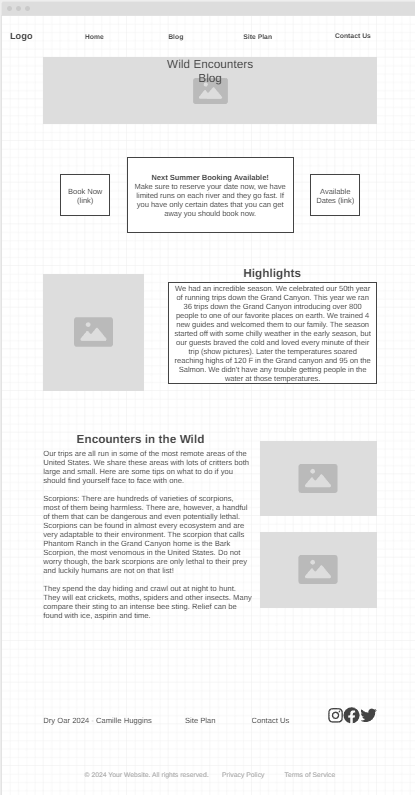 Logo
Home
Blog
Site Plan
Contact Us
Wild Encounters
Blog
Book Now
(link)
Next Summer Booking Available!
Make sure to reserve your date now, we have
limited runs on each river and they go fast. If
you have only certain dates that you can get
away you should book now.
Available
Dates (link)
Highlights
We had an incredible season. We celebrated our 50th year
of running trips down the Grand Canyon. This year we ran
36 trips down the Grand Canyon introducing over 800
people to one of our favorite places on earth. We trained 4
new guides and welcomed them to our family. The season
started off with some chilly weather in the early season, but
our guests braved the cold and loved every minute of their
trip (show pictures). Later the temperatures soared
reaching highs of 120 F in the Grand canyon and 95 on the
Salmon. We didn't have any trouble getting people in the
water at those temperatures.
Encounters in the Wild
Our trips are all run in some of the most remote areas of the
United States. We share these areas with lots of critters both
large and small. Here are some tips on what to do if you
should find yourself face to face with one.
Scorpions: There are hundreds of varieties of scorpions,
most of them being harmless. There are, however, a handful
of them that can be dangerous and even potentially lethal.
Scorpions can be found in almost every ecosystem and are
very adaptable to their environment. The scorpion that calls
Phantom Ranch in the Grand Canyon home is the Bark
Scorpion, the most venomous in the United States. Do not
worry though, the bark scorpions are only lethal to their prey
and luckily humans are not on that list!
They spend the day hiding and crawl out at night to hunt.
They will eat crickets, moths, spiders and other insects. Many
compare their sting to an intense bee sting. Relief can be
found with ice, aspirin and time.
Dry Oar 2024 · Camille Huggins
Site Plan
Contact Us
© 2024 Your Website. All rights reserved.
Privacy Policy
Terms of Service